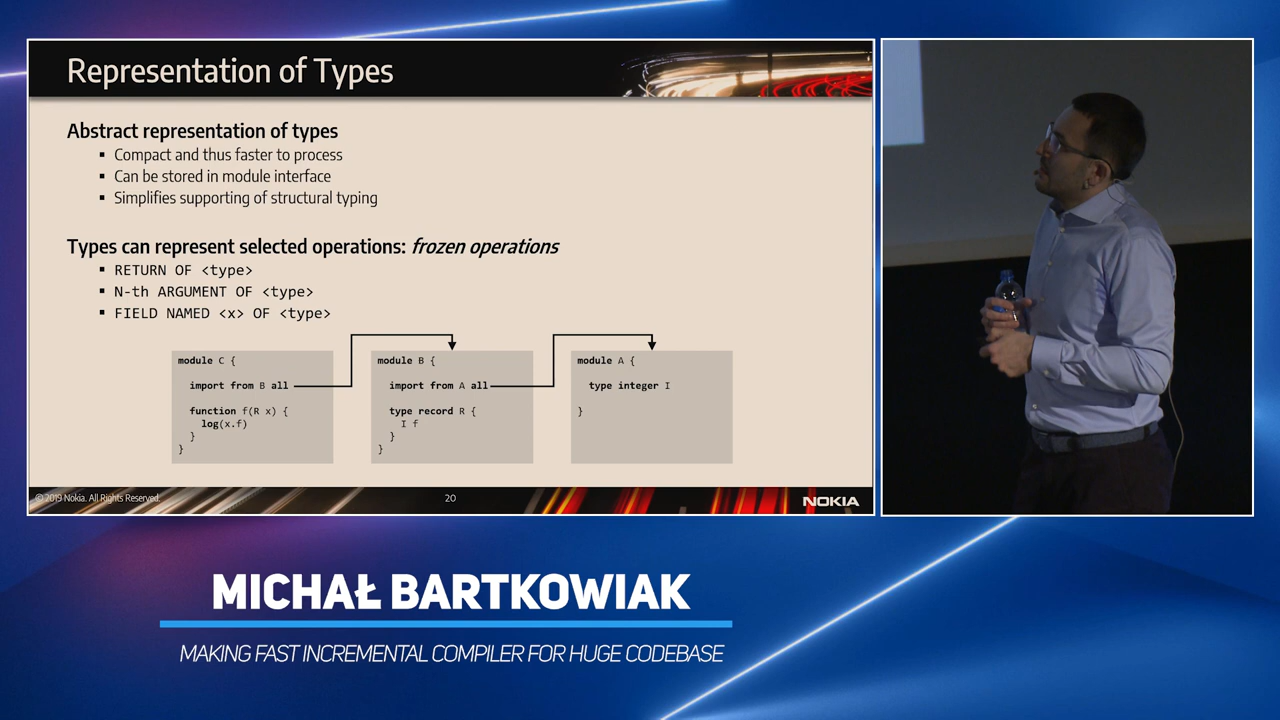 Representation of Types
Abstract representation of types
▪ Compact and thus faster to process
▪ Can be stored in module interface
▪ Simplifies supporting of structural typing
Types can represent selected operations: frozen operations
▪ RETURN OF <type>
▪ N-th ARGUMENT OF <type>
▪ FIELD NAMED <x> OF <type>
module C {
import from B all
function f(R x) {
log(x.f)
}
}
module B {
import from A all
type record R {
I f
}
}
module A {
type integer I
}
© 2019 Nokia. All Rights Reserved.
20
NOKIA
MICHAŁ BARTKOWIAK
MAKING FAST INCREMENTAL COMPILER FOR HUGE CODEBASE